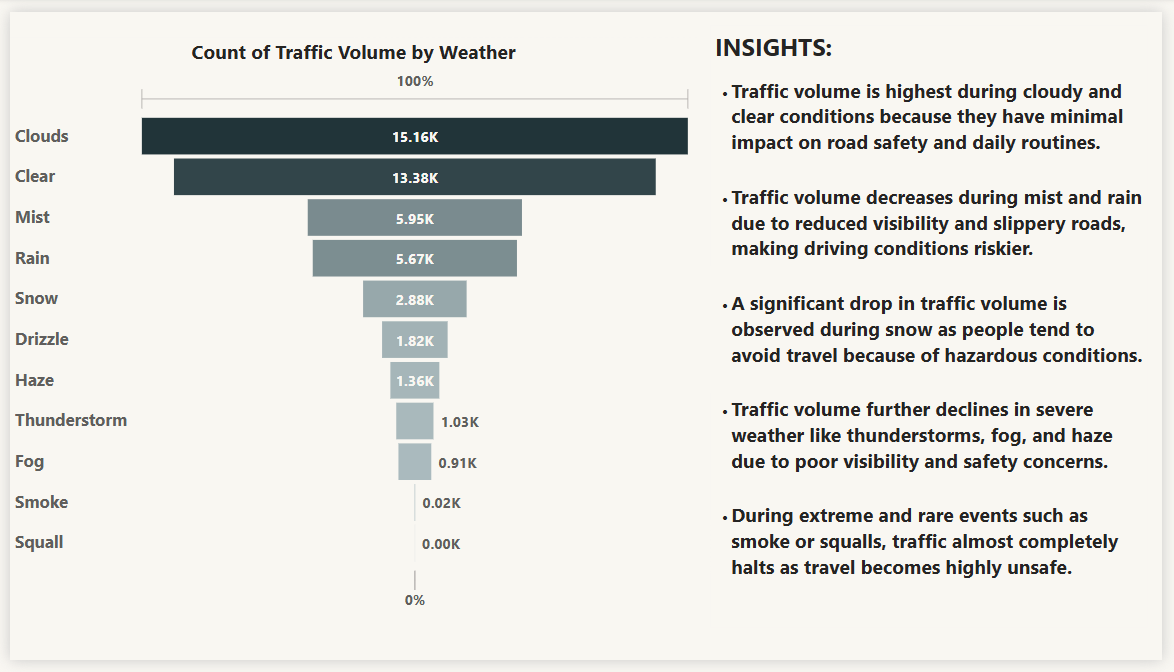 Count of Traffic Volume by Weather
100%
Clouds 15.16K
Clear 13.38K
Mist 5.95K
Rain 5.67K
Snow 2.88K
Drizzle 1.82K
Haze 1.36K
Thunderstorm 1.03K
Fog 0.91K
Smoke 0.02K
Squall 0.00K
0%
INSIGHTS:
• Traffic volume is highest during cloudy and
clear conditions because they have minimal
impact on road safety and daily routines.
• Traffic volume decreases during mist and rain
due to reduced visibility and slippery roads,
making driving conditions riskier.
• A significant drop in traffic volume is
observed during snow as people tend to
avoid travel because of hazardous conditions.
• Traffic volume further declines in severe
weather like thunderstorms, fog, and haze
due to poor visibility and safety concerns.
• During extreme and rare events such as
smoke or squalls, traffic almost completely
halts as travel becomes highly unsafe.